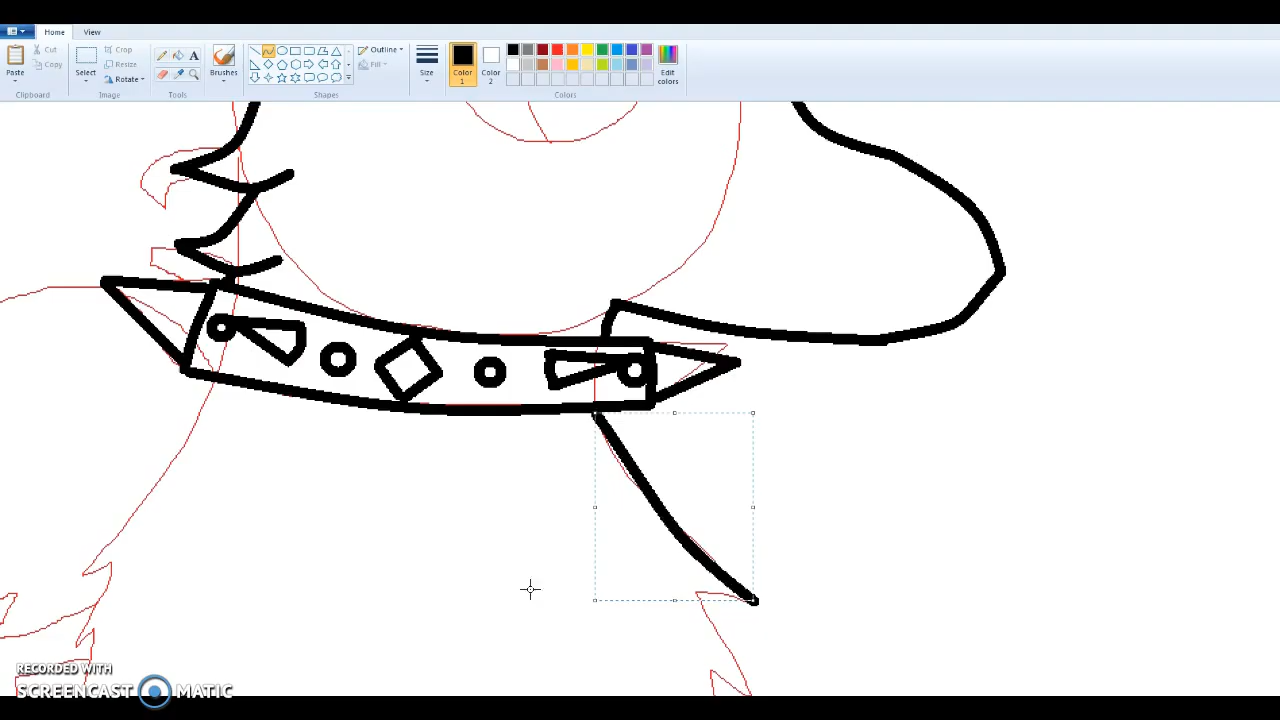 Home View
Paste
Cut
Copy
Clipboard
Select
Crop
Resize
Rotate
Image
A
Tools
Brushes
Outline
Fill
Shapes
Size
Color 1
Color 2
Edit colors
Colors
RECORDED WITH
SCREENCAST MATIC